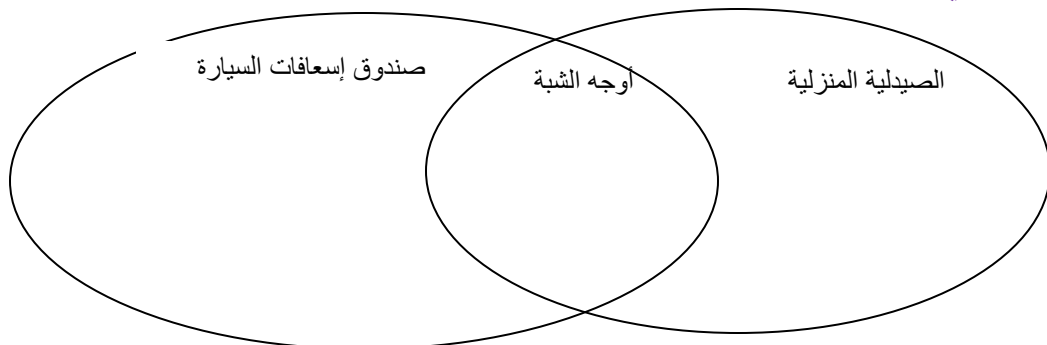 الصيدلية المنزلية
أوجه الشبة
صندوق إسعافات السيارة